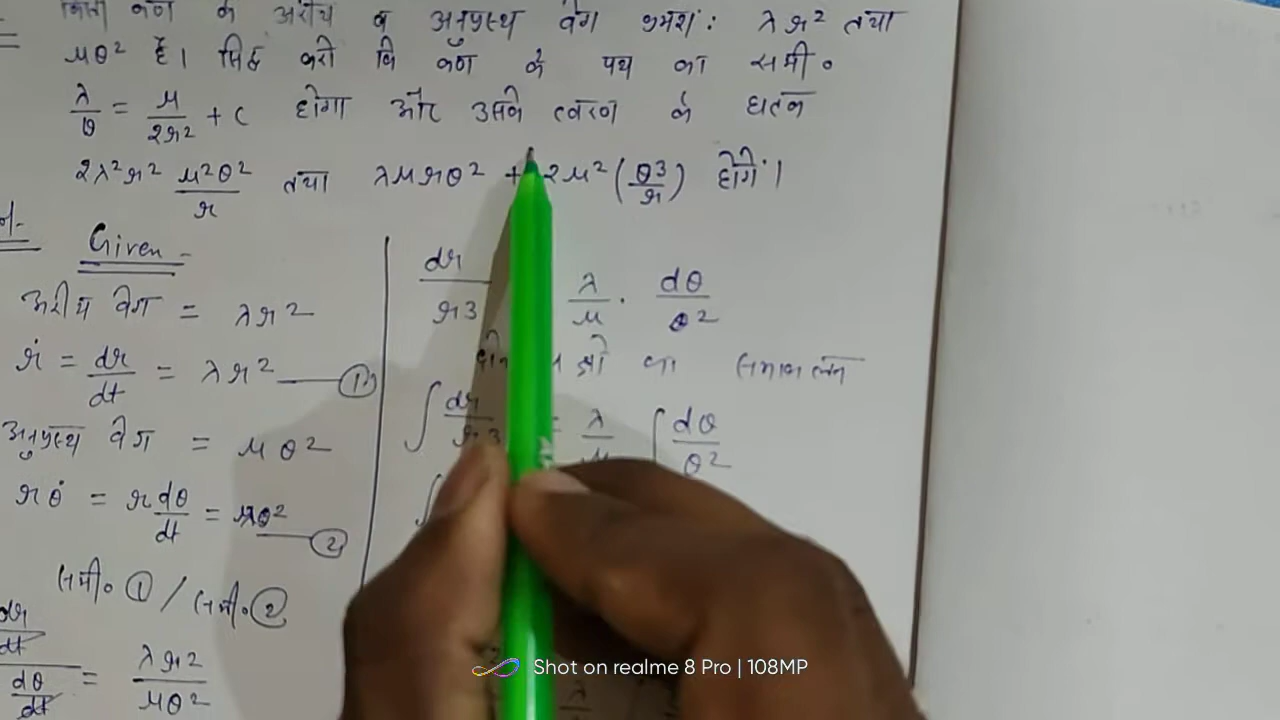 कण के अरीय व अनुप्रस्थ वेग क्रमशः: λr² तथा
μθ² है। सिद्ध करो कि कण के पथ का समी०
λ/θ = μ/2r² + c होगा और उसके त्वरण के घटक
2λ²r² μ²θ²/r तथा λμrθ² + 2μ² (θ³/r) होंगे।
Given -
अरीय वेग = λr²
ṙ = dr/dt = λr² ——— ①
अनुप्रस्थ वेग = μθ²
rθ̇ = r dθ/dt = μθ² ——— ②
समी० ① / समी० ②
dr/dt / dθ/dt = λr²/μθ²
dr/r³ λ/μ . dθ/θ²
का समाकलन
∫ dr/r³ = λ/μ ∫ dθ/θ²
Shot on realme 8 Pro | 108MP